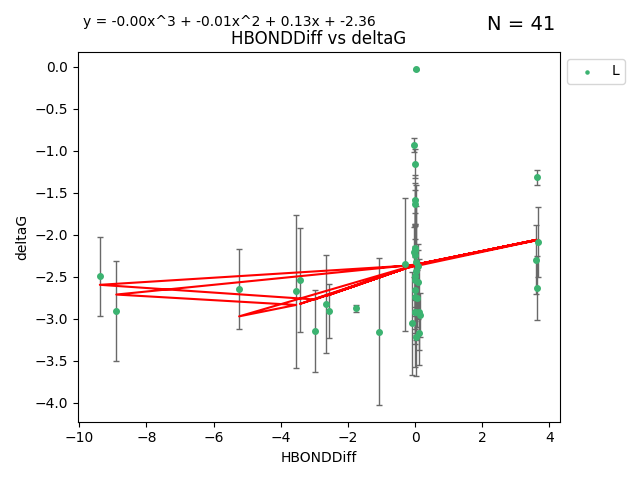 y = -0.00x^3 + -0.01x^2 + 0.13x + -2.36
N = 41
HBONDDiff vs deltaG
L
0.0
−0.5
−1.0
−1.5
−2.0
−2.5
−3.0
−3.5
−4.0
deltaG
−10 −8 −6 −4 −2 0 2 4
HBONDDiff